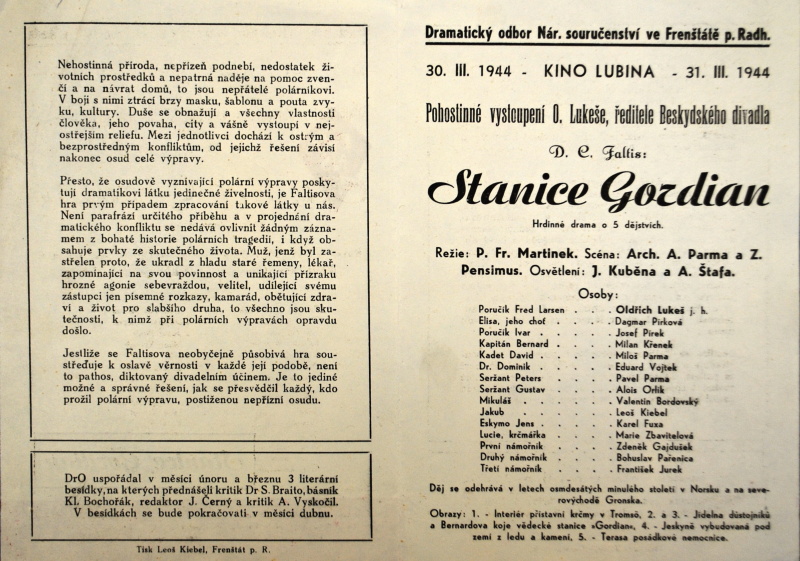 Nehostinná příroda, nepřízeň podnebí, nedostatek ži-
votních prostředků a nepatrná naděje na pomoc zven-
čí a na návrat domů, to jsou nepřátelé polárníkovi.
V boji s nimi ztrácí brzy masku, šablonu a pouta zvy-
ku, kultury. Duše se obnažují a všechny vlastnosti
člověka, jeho povaha, city a vášně vystoupí v nej-
ostřejším reliefu. Mezi jednotlivci dochází k ostrým a
bezprostředným konfliktům, od jejichž řešení závisí
nakonec osud celé výpravy.
Přesto, že osudově vyznívající polární výpravy posky-
tují dramatikovi látku jedinečné živelnosti, je Faltisova
hra prvým případem zpracování takové látky u nás.
Není parafrází určitého příběhu a v projednání dra-
matického konfliktu se nedává ovlivnit žádným zázna-
mem z bohaté historie polárních tragedií, i když ob-
sahuje prvky ze skutečného života. Muž, jenž byl za-
střelen proto, že ukradl z hladu staré řemeny, lékař,
zapomínající na svou povinnost a unikající přízraku
hrozné agonie sebevraždou, velitel, udílející svému
zástupci jen písemné rozkazy, kamarád, obětující zdra-
ví a život pro slabšího druha, to všechno jsou sku-
tečnosti, k nimž při polárních výpravách opravdu
došlo.
Jestliže se Faltisova neobyčejně působivá hra sou-
střeďuje k oslavě věrnosti v každé její podobě, není
to pathos, diktovaný divadelním účinem. Je to jediné
možné a správné řešení, jak se přesvědčil každý, kdo
prožil polární výpravu, postiženou nepřízní osudu.
DrO uspořádal v měsíci únoru a březnu 3 literární
besídky, na kterých přednášeli kritik Dr S. Braito, básník
Kl. Bochořák, redaktor J. Černý a kritik A. Vyskočil.
V besídkách se bude pokračovati v měsíci dubnu.
Tisk Leoš Kiebel, Frenštát p. R.
Dramatický odbor Nár. souručenství ve Frenštátě p. Radh.
30. III. 1944 - KINO LUBINA - 31. III. 1944
Pohostinné vystoupení O. Lukeše, ředitele Beskydského divadla
D. C. Faltis:
Stanice Gordian
Hrdinné drama o 5 dějstvích.
Režie: P. Fr. Martinek. Scéna: Arch. A. Parma a Z.
Pensimus. Osvětlení: J. Kuběna a A. Štafa.
Osoby:
Poručík Fred Larsen . . . Oldřich Lukeš j. h.
Elisa, jeho choť . . . . Dagmar Pirková
Poručík Ivar . . . . . Josef Pírek
Kapitán Bernard . . . . Milan Křenek
Kadet David . . . . . Miloš Parma
Dr. Dominik . . . . . Eduard Vojtek
Seržant Peters . . . . Pavel Parma
Seržant Gustav . . . . Alois Orlík
Mikuláš . . . . . . Valentin Bordovský
Jakub . . . . . . Leoš Kiebel
Eskymo Jens . . . . . Karel Fuxa
Lucie, krčmářka . . . . Marie Zbavitelová
První námořník . . . . Zdeněk Gajdušek
Druhý námořník . . . . Bohuslav Pařenica
Třetí námořník . . . . František Jurek
Děj se odehrává v letech osmdesátých minulého století v Norsku a na seve-
rovýchodě Gronska.
Obrazy: 1. - Interiér přístavní krčmy v Tromsö, 2. a 3. - Jídelna důstojníků
a Bernardova koje vědecké stanice »Gordian«, 4. - Jeskyně vybudovaná pod
zemí z ledu a kamení, 5. - Terasa posádkové nemocnice.